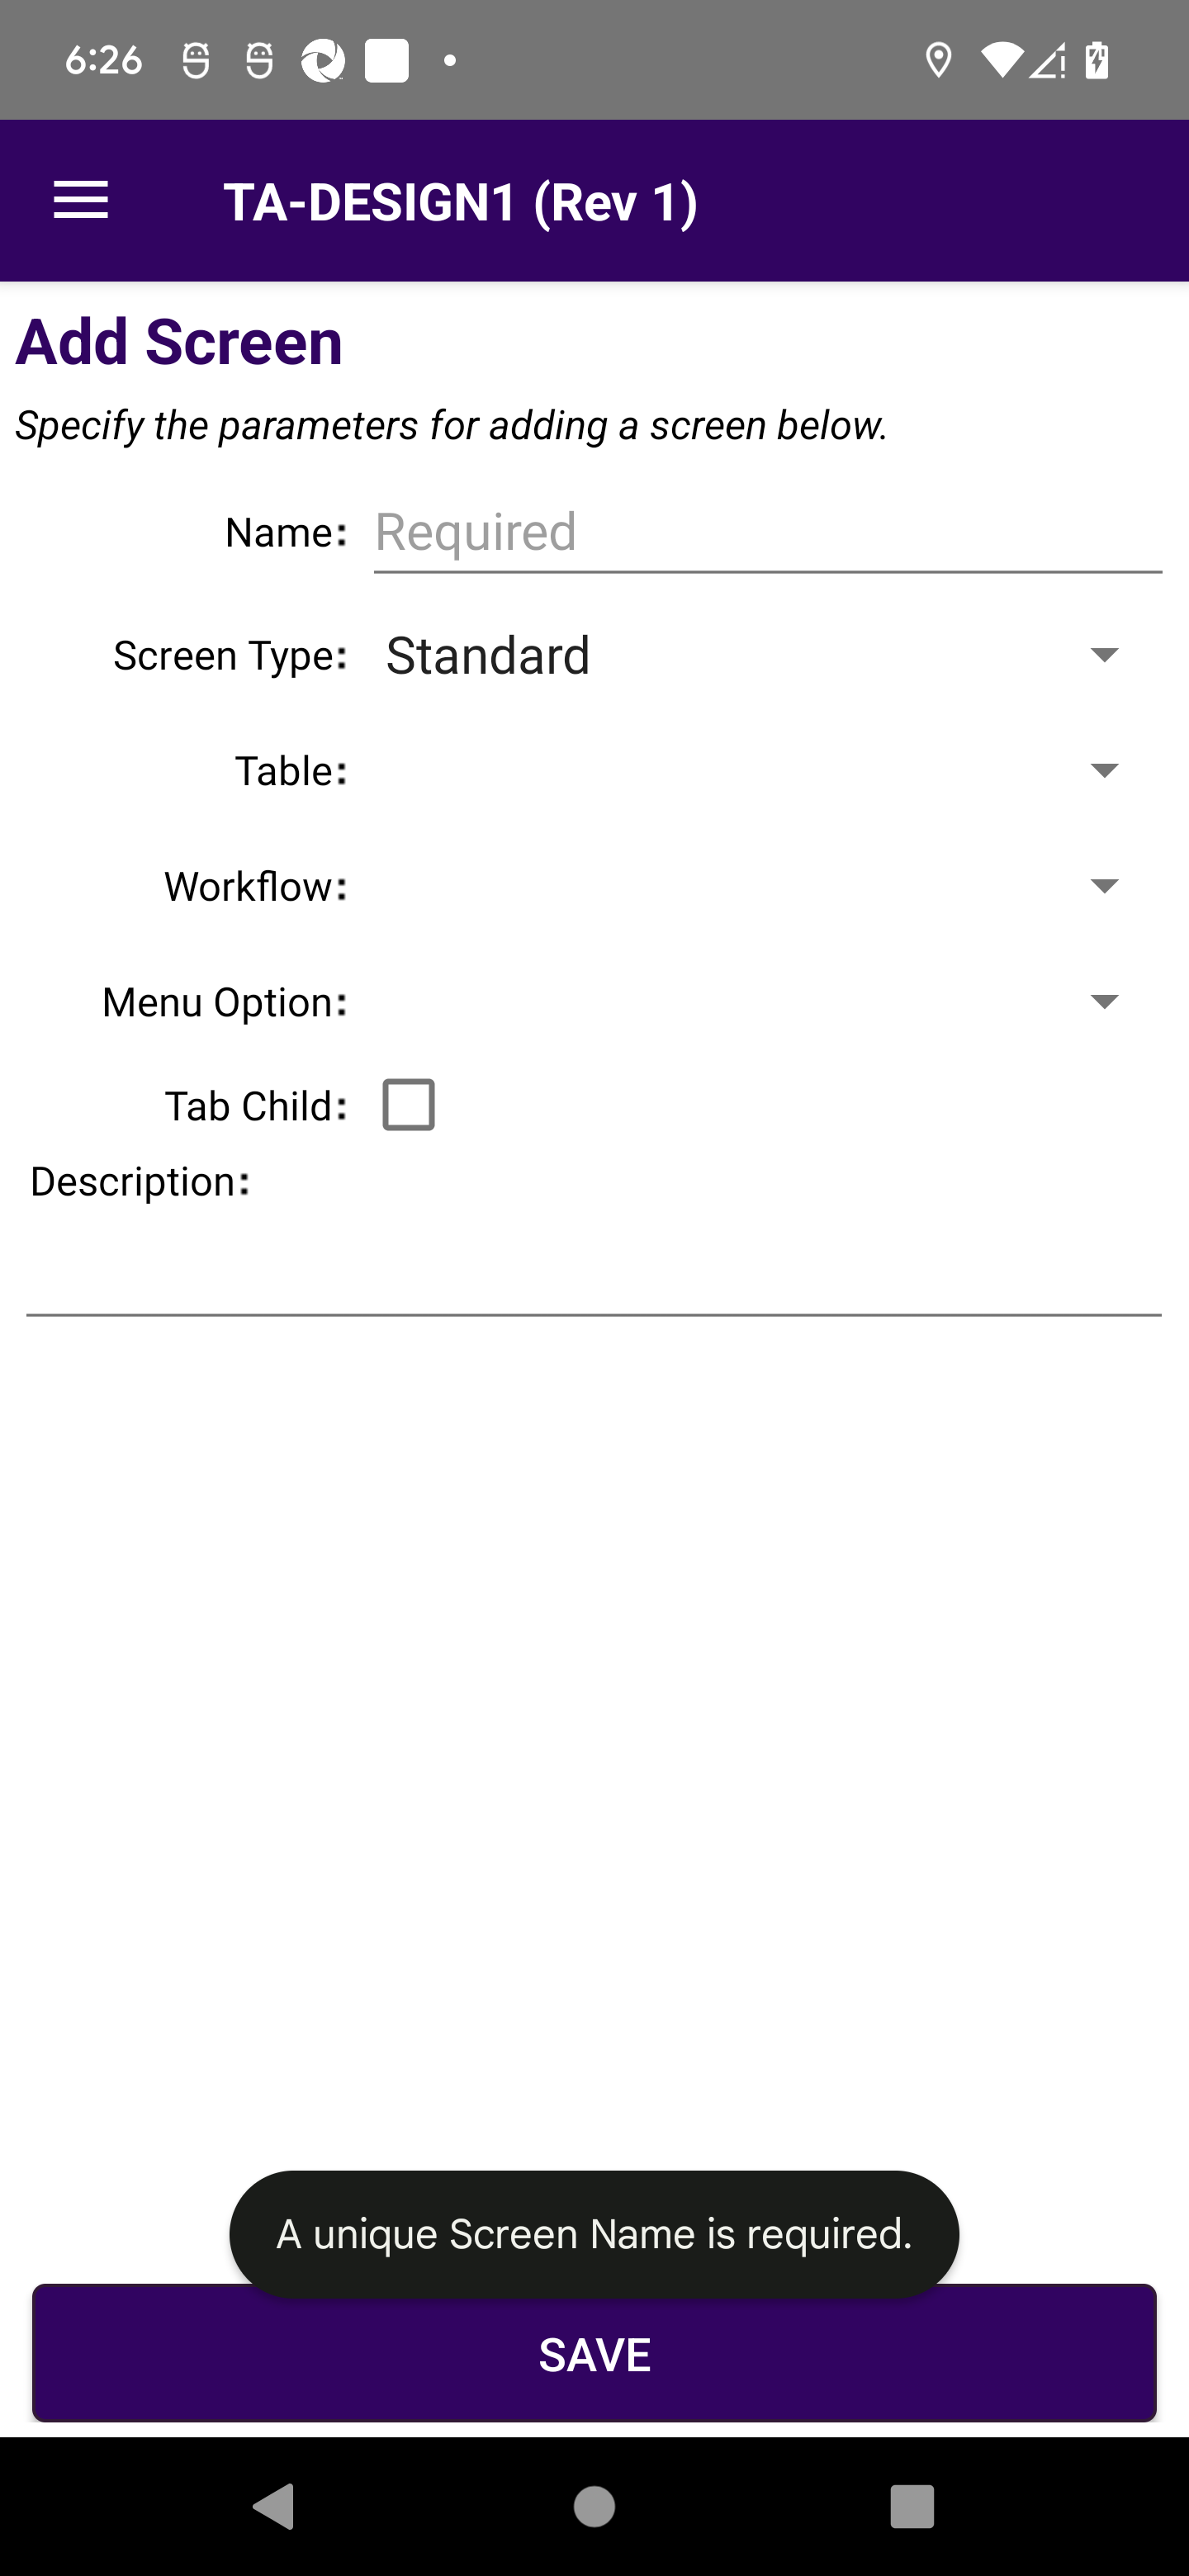 6:26
TA-DESIGN1 (Rev 1)
Add Screen
Specify the parameters for adding a screen below.
Name: Required
Screen Type: Standard
Table:
Workflow:
Menu Option:
Tab Child:
Description:
A unique Screen Name is required.
SAVE